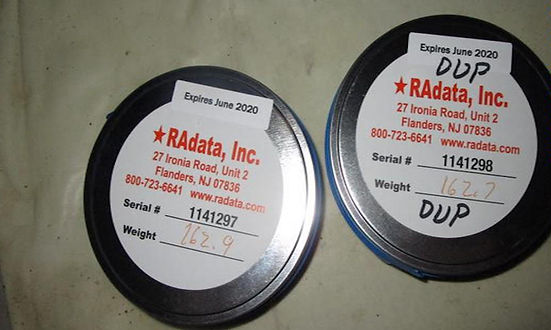 Expires June 2020
★RAdata, Inc.
27 Ironia Road, Unit 2
Flanders, NJ 07836
800-723-6641 www.radata.com
Serial # 1141297
Weight 162.9
Expires June 2020
DUP
★RAdata, Inc.
27 Ironia Road, Unit 2
Flanders, NJ 07836
800-723-6641 www.radata.com
Serial # 1141298
Weight 162.7
DUP